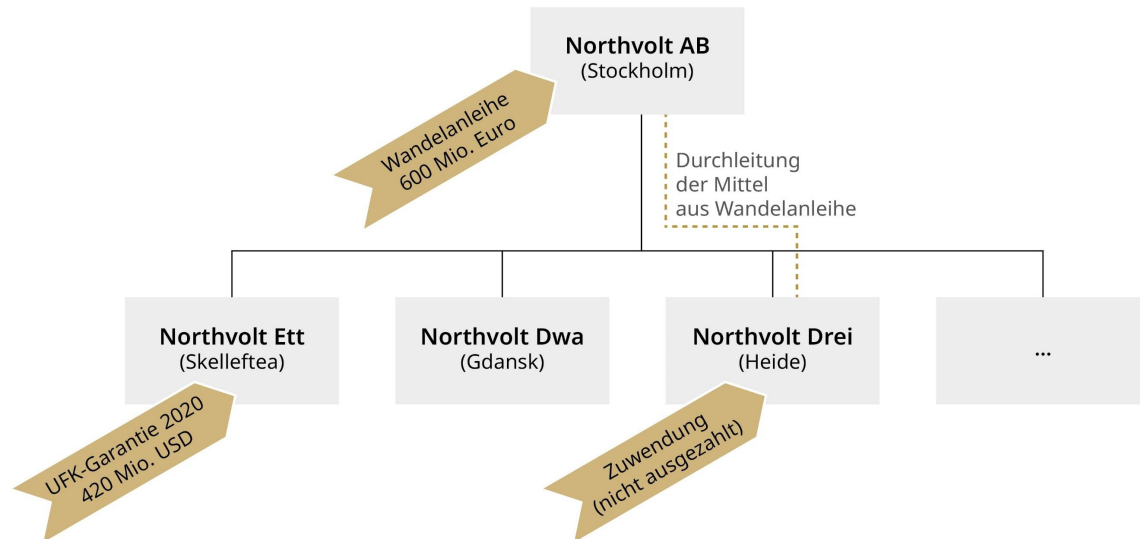 Northvolt AB
(Stockholm)
Wandelanleihe
600 Mio. Euro
Durchleitung
der Mittel
aus Wandelanleihe
Northvolt Ett
(Skelleftea)
Northvolt Dwa
(Gdansk)
Northvolt Drei
(Heide)
...
UFK-Garantie 2020
420 Mio. USD
Zuwendung
(nicht ausgezahlt)